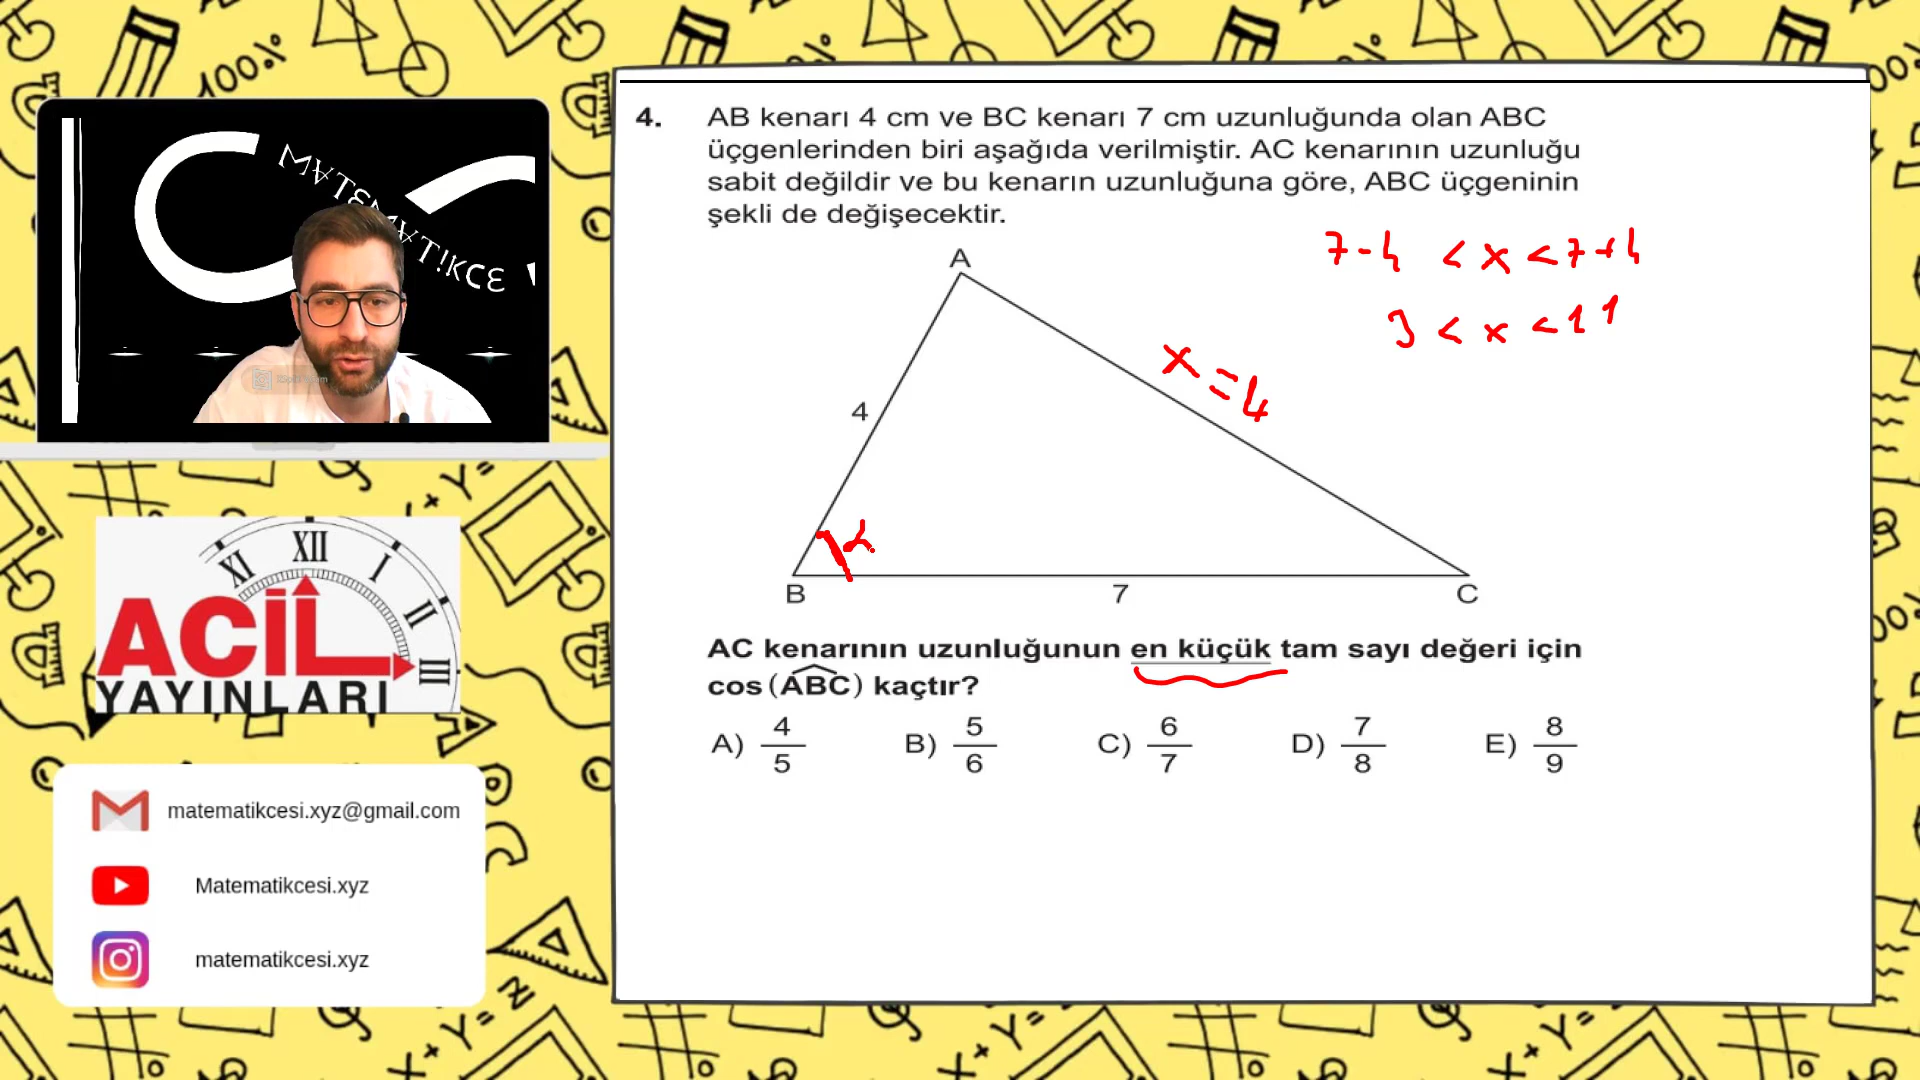 MATEMATİKCE
4. AB kenarı 4 cm ve BC kenarı 7 cm uzunluğunda olan ABC
üçgenlerinden biri aşağıda verilmiştir. AC kenarının uzunluğu
sabit değildir ve bu kenarın uzunluğuna göre, ABC üçgeninin
şekli de değişecektir.
7-4 < x < 7+4
3 < x < 11
A
x = 4
4
α
B
7
C
AC kenarının uzunluğunun en küçük tam sayı değeri için
cos (ABC) kaçtır?
A) 4/5 B) 5/6 C) 6/7 D) 7/8 E) 8/9
XI XII I II III
ACİL
YAYINLARI
matematikcesi.xyz@gmail.com
Matematikcesi.xyz
matematikcesi.xyz